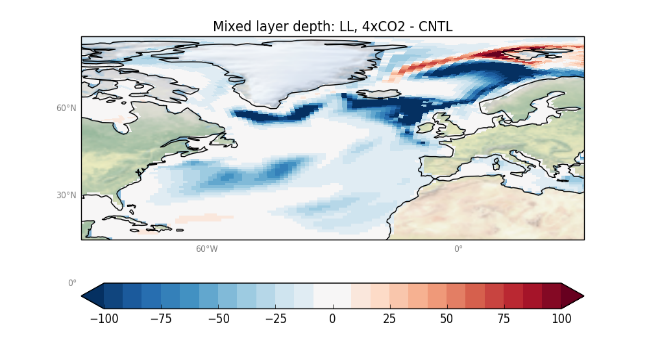 Mixed layer depth: LL, 4xCO2 - CNTL
60°N
30°N
60°W 0°
0°
−100 −75 −50 −25 0 25 50 75 100